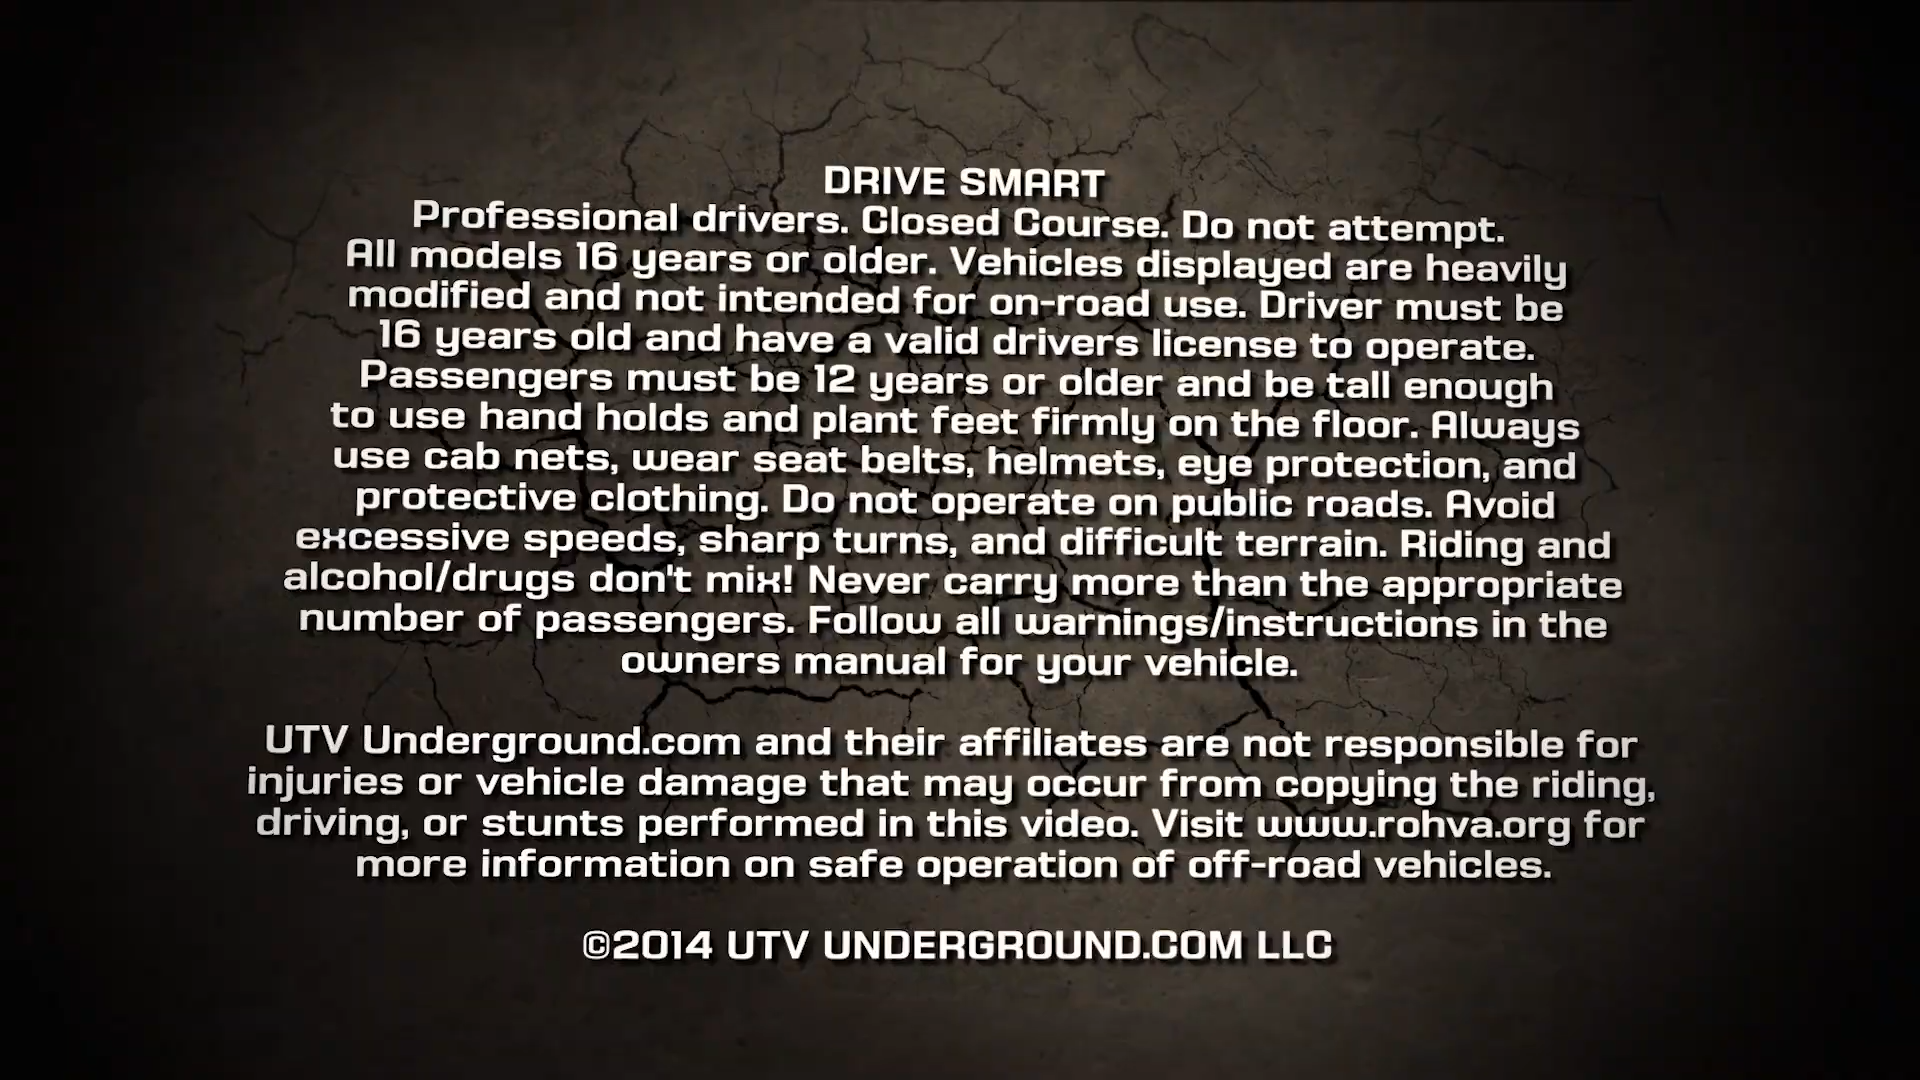 DRIVE SMART
Professional drivers. Closed Course. Do not attempt.
All models 16 years or older. Vehicles displayed are heavily
modified and not intended for on-road use. Driver must be
16 years old and have a valid drivers license to operate.
Passengers must be 12 years or older and be tall enough
to use hand holds and plant feet firmly on the floor. Always
use cab nets, wear seat belts, helmets, eye protection, and
protective clothing. Do not operate on public roads. Avoid
excessive speeds, sharp turns, and difficult terrain. Riding and
alcohol/drugs don't mix! Never carry more than the appropriate
number of passengers. Follow all warnings/instructions in the
owners manual for your vehicle.
UTV Underground.com and their affiliates are not responsible for
injuries or vehicle damage that may occur from copying the riding,
driving, or stunts performed in this video. Visit www.rohva.org for
more information on safe operation of off-road vehicles.
©2014 UTV UNDERGROUND.COM LLC